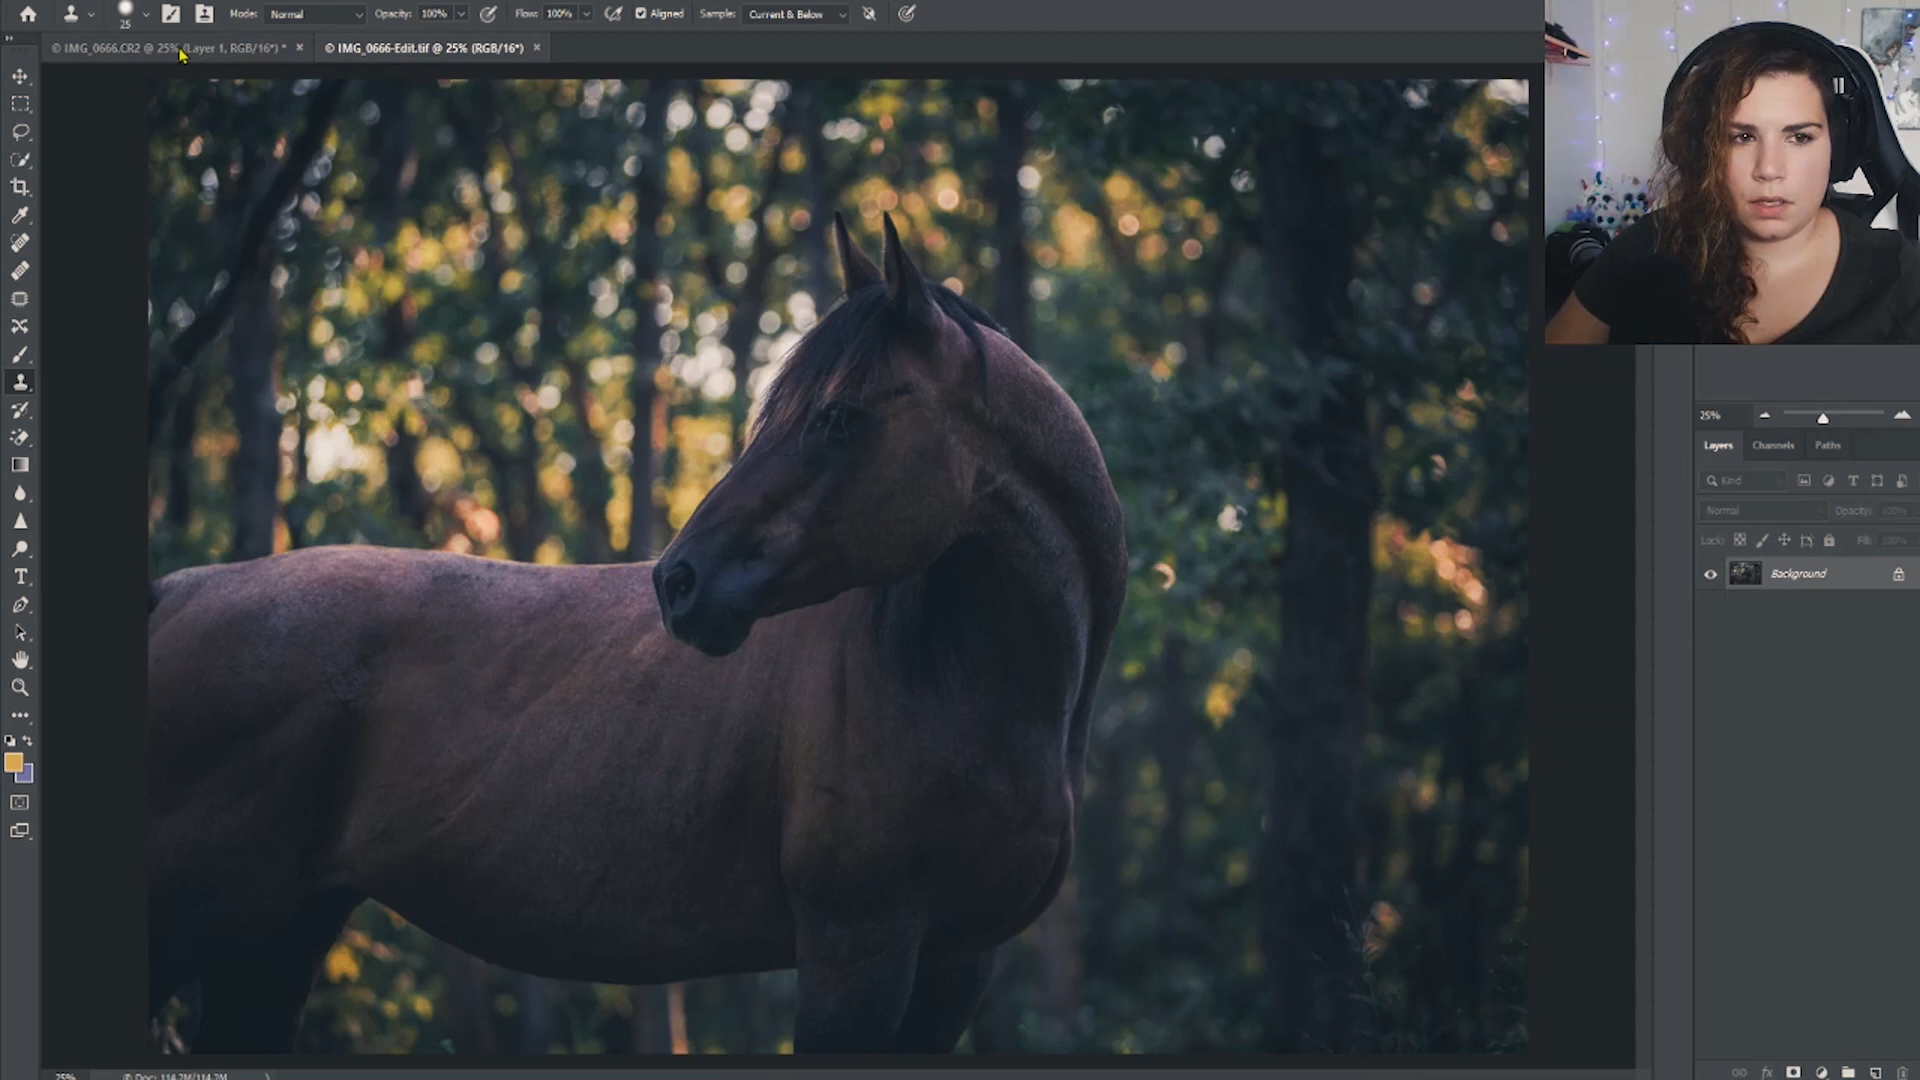 Mode: Normal Opacity: 100% Flow: 100% Aligned Sample: Current & Below
25
© IMG_0666.CR2 @ 25% (Layer 1, RGB/16*) * ×
© IMG_0666-Edit.tif @ 25% (RGB/16*) ×
25%
Layers Channels Paths
Kind
Normal Opacity: 100%
Lock: Fill: 100%
Background
25% © Doc: 114.2M/114.2M